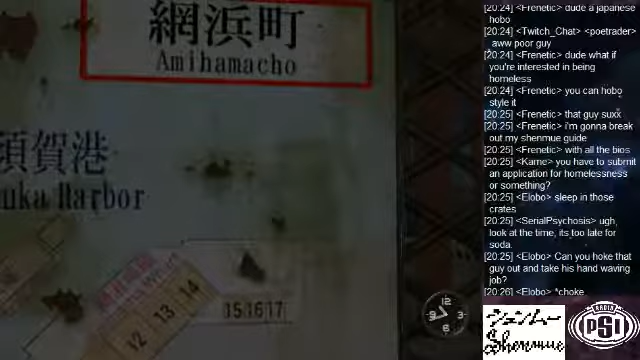 網浜町
Amihamacho
須賀港
uka Harbor
12 13 14
15 16 17
12
9 3
6
[20:24] <Frenetic> dude a japanese
hobo
[20:24] <Twitch_Chat> <poetrader>
aww poor guy
[20:24] <Frenetic> dude what if
you're interested in being
homeless
[20:24] <Frenetic> you can hobo
style it
[20:25] <Frenetic> that guy suxx
[20:25] <Frenetic> i'm gonna break
out my shenmue guide
[20:25] <Frenetic> with all the bios
[20:25] <Kame> you have to submit
an application for homelessness
or something?
[20:25] <Elobo> sleep in those
crates
[20:25] <SerialPsychosis> ugh,
look at the time, its too late for
soda.
[20:25] <Elobo> Can you hoke that
guy out and take his hand waving
job?
[20:26] <Elobo> *choke
シェンムー
Shenmue
RADIO
PSI